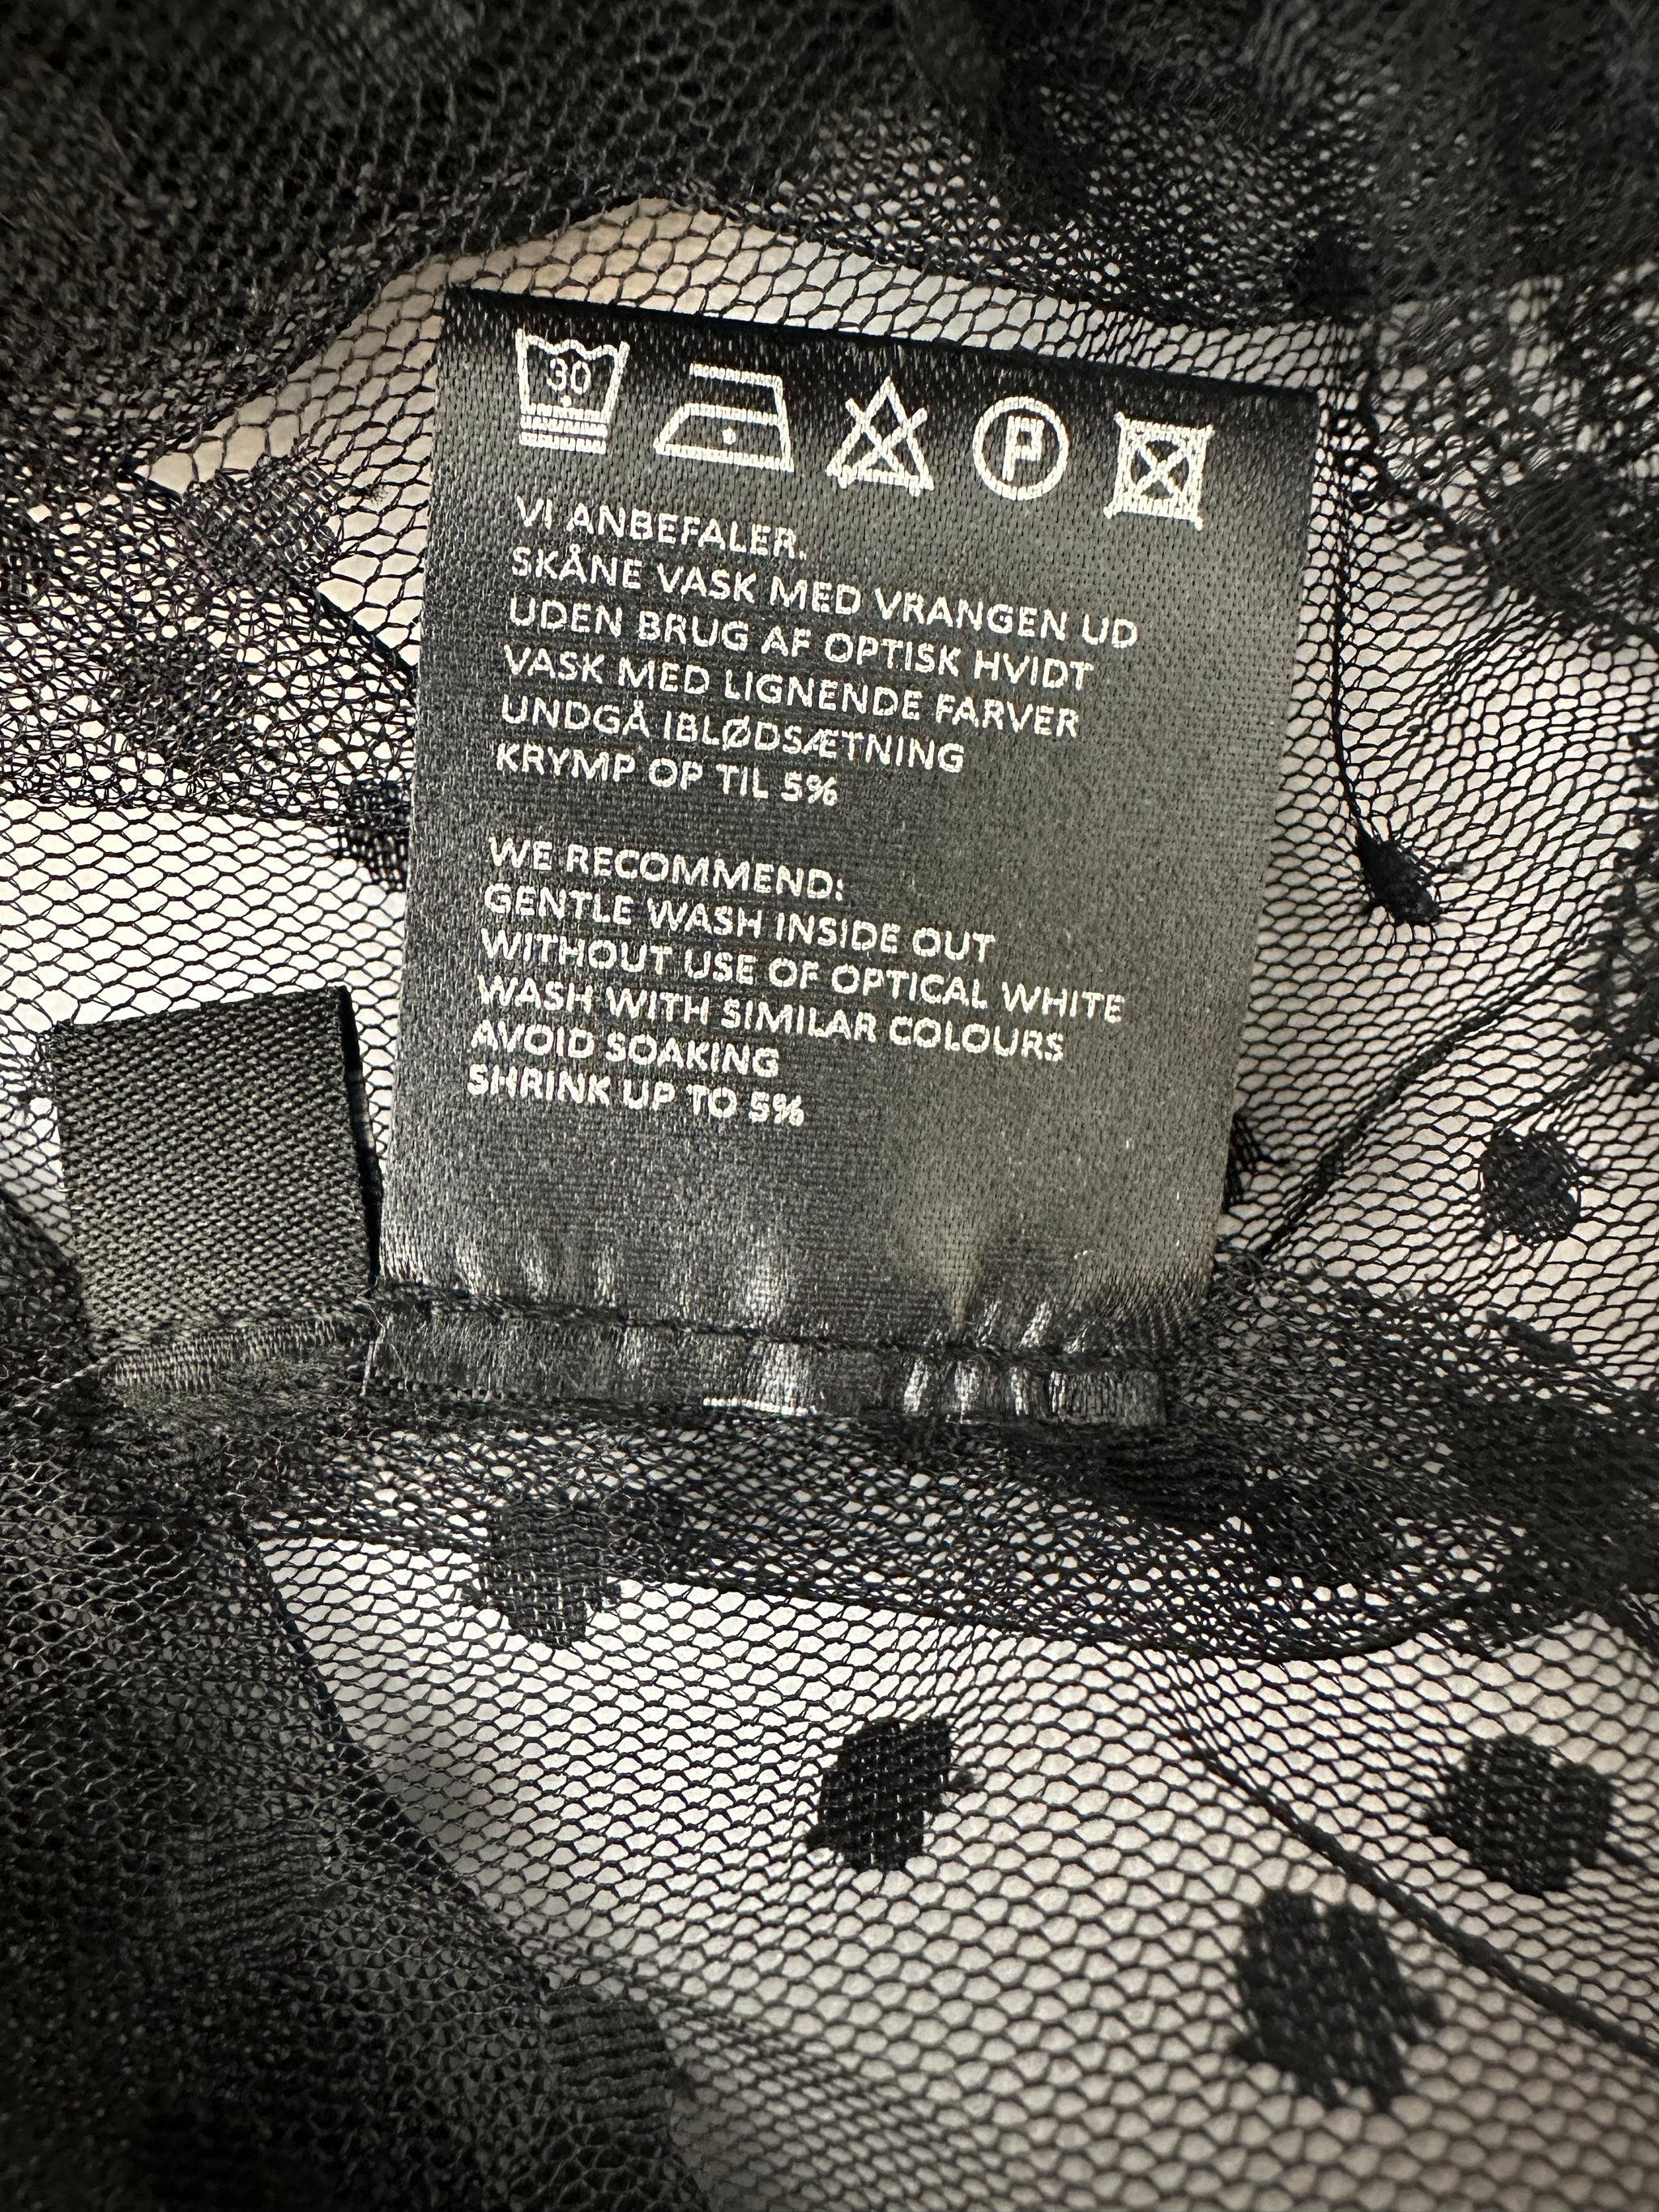 30
P
VI ANBEFALER.
SKÅNE VASK MED VRANGEN UD
UDEN BRUG AF OPTISK HVIDT
VASK MED LIGNENDE FARVER
UNDGÅ IBLØDSÆTNING
KRYMP OP TIL 5%
WE RECOMMEND:
GENTLE WASH INSIDE OUT
WITHOUT USE OF OPTICAL WHITE
WASH WITH SIMILAR COLOURS
AVOID SOAKING
SHRINK UP TO 5%